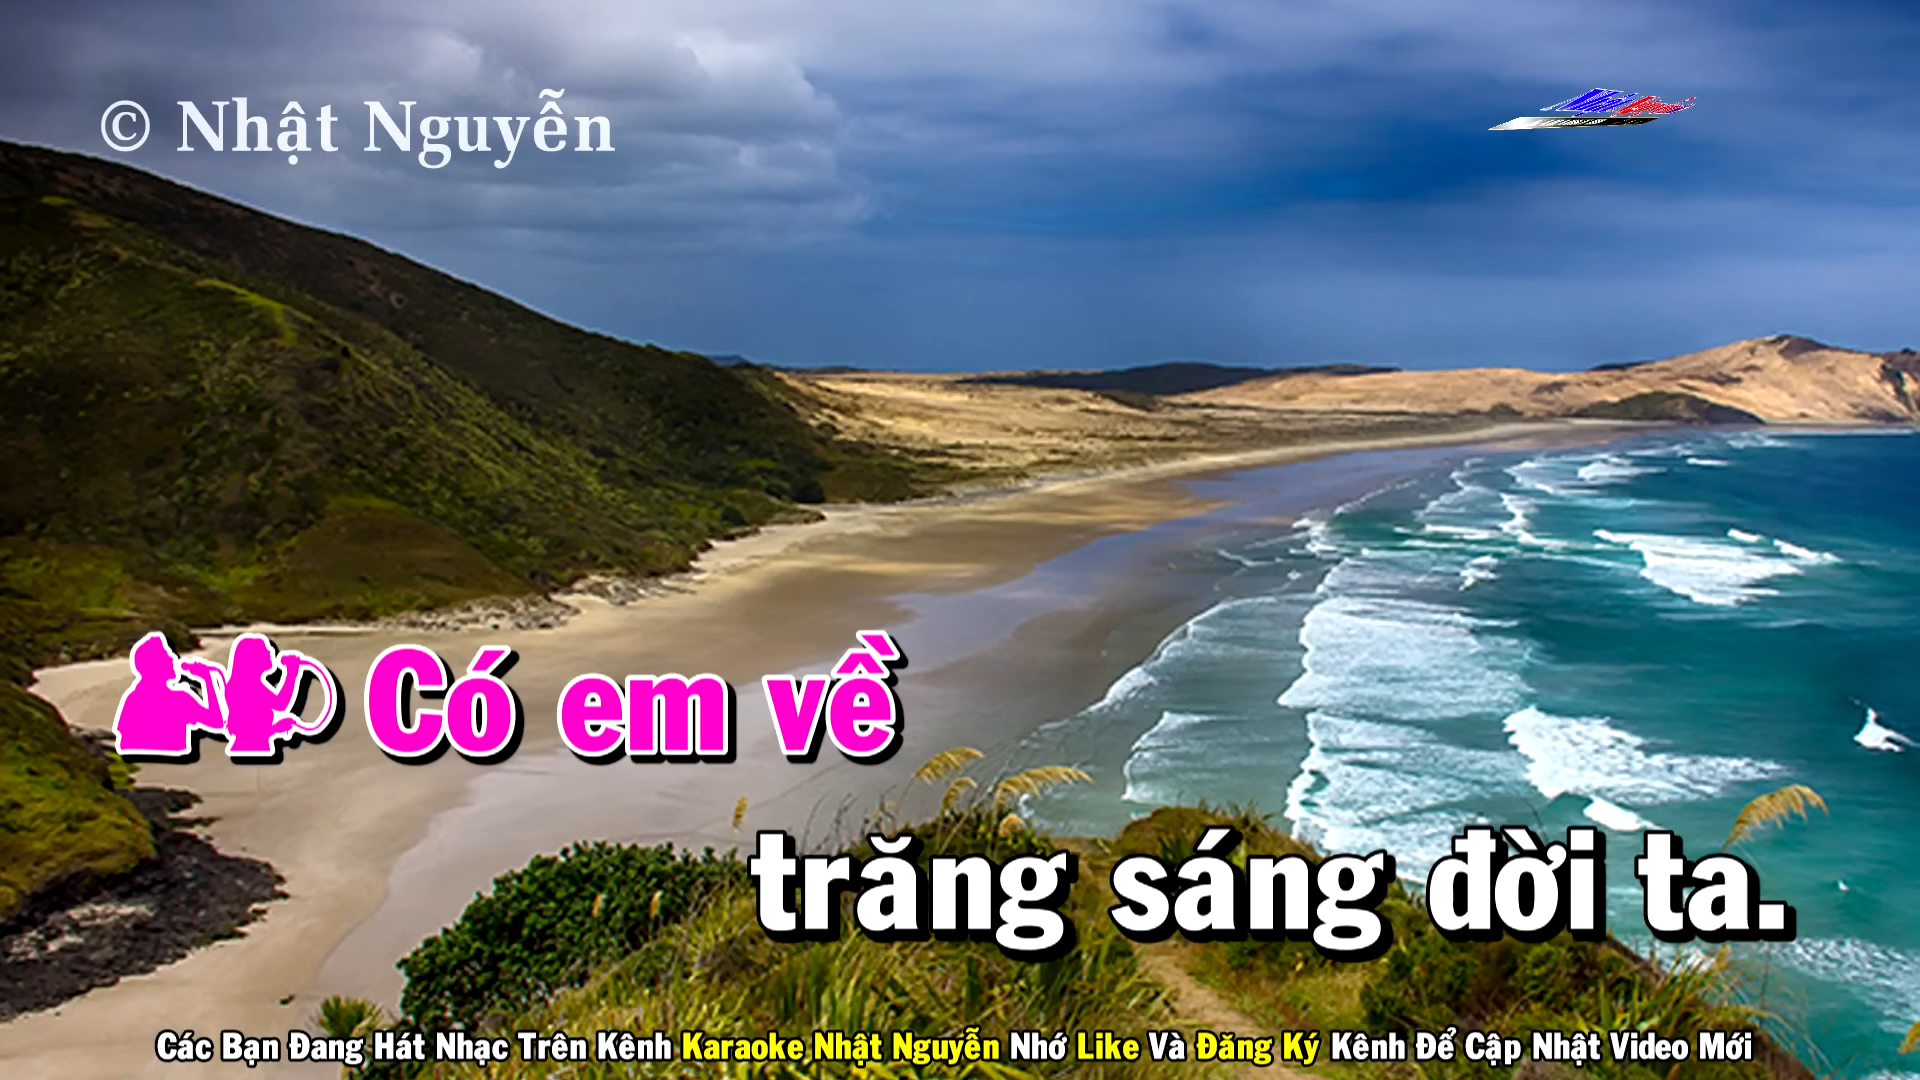 © Nhật Nguyễn
Có em về
trăng sáng đời ta.
Các Bạn Đang Hát Nhạc Trên Kênh Karaoke Nhật Nguyễn Nhớ Like Và Đăng Ký Kênh Để Cập Nhật Video Mới